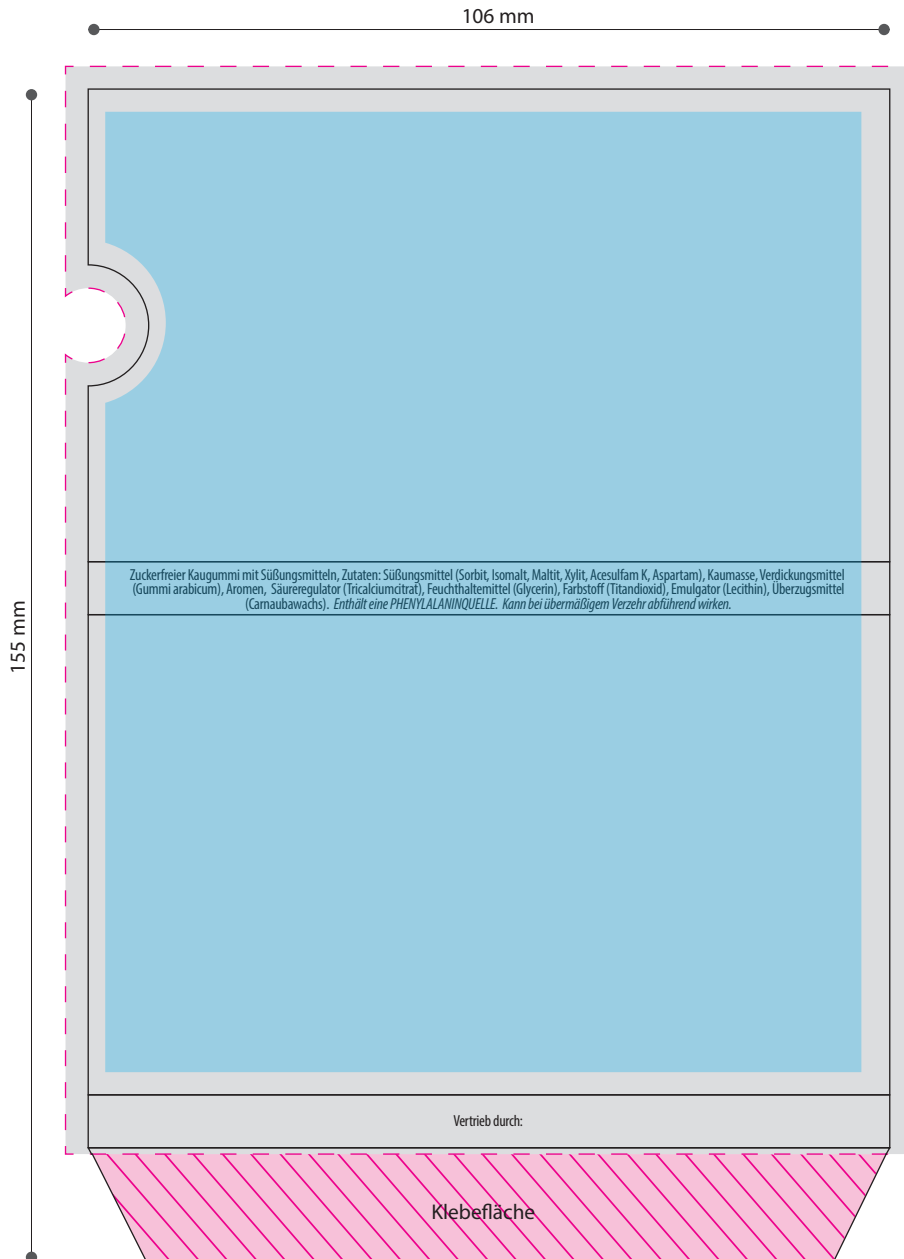 106 mm
155 mm
Zuckerfreier Kaugummi mit Süßungsmitteln, Zutaten: Süßungsmittel (Sorbit, Isomalt, Maltit, Xylit, Acesulfam K, Aspartam), Kaumasse, Verdickungsmittel
(Gummi arabicum), Aromen, Säureregulator (Tricalciumcitrat), Feuchthaltemittel (Glycerin), Farbstoff (Titandioxid), Emulgator (Lecithin), Überzugsmittel
(Carnaubawachs). Enthält eine PHENYLALANINQUELLE. Kann bei übermäßigem Verzehr abführend wirken.
Vertrieb durch:
Klebefläche